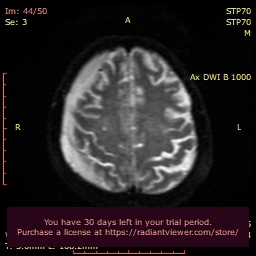 Im: 44/50
Se: 3
A
STP70
STP70
M
Ax DWI B 1000
R
L
You have 30 days left in your trial period.
Purchase a license at https://radiantviewer.com/store/